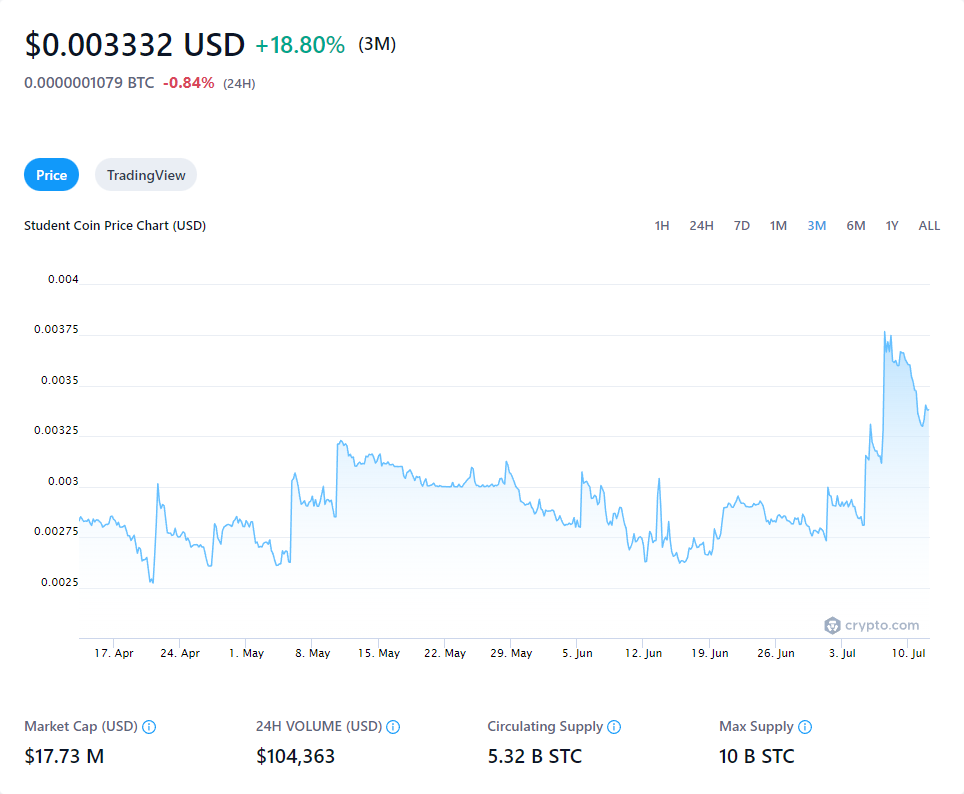 $0.003332 USD +18.80% (3M)
0.0000001079 BTC -0.84% (24H)
Price TradingView
Student Coin Price Chart (USD) 1H 24H 7D 1M 3M 6M 1Y ALL
0.004
0.00375
0.0035
0.00325
0.003
0.00275
0.0025
crypto.com
17. Apr 24. Apr 1. May 8. May 15. May 22. May 29. May 5. Jun 12. Jun 19. Jun 26. Jun 3. Jul 10. Jul
Market Cap (USD) 24H VOLUME (USD) Circulating Supply Max Supply
$17.73 M $104,363 5.32 B STC 10 B STC